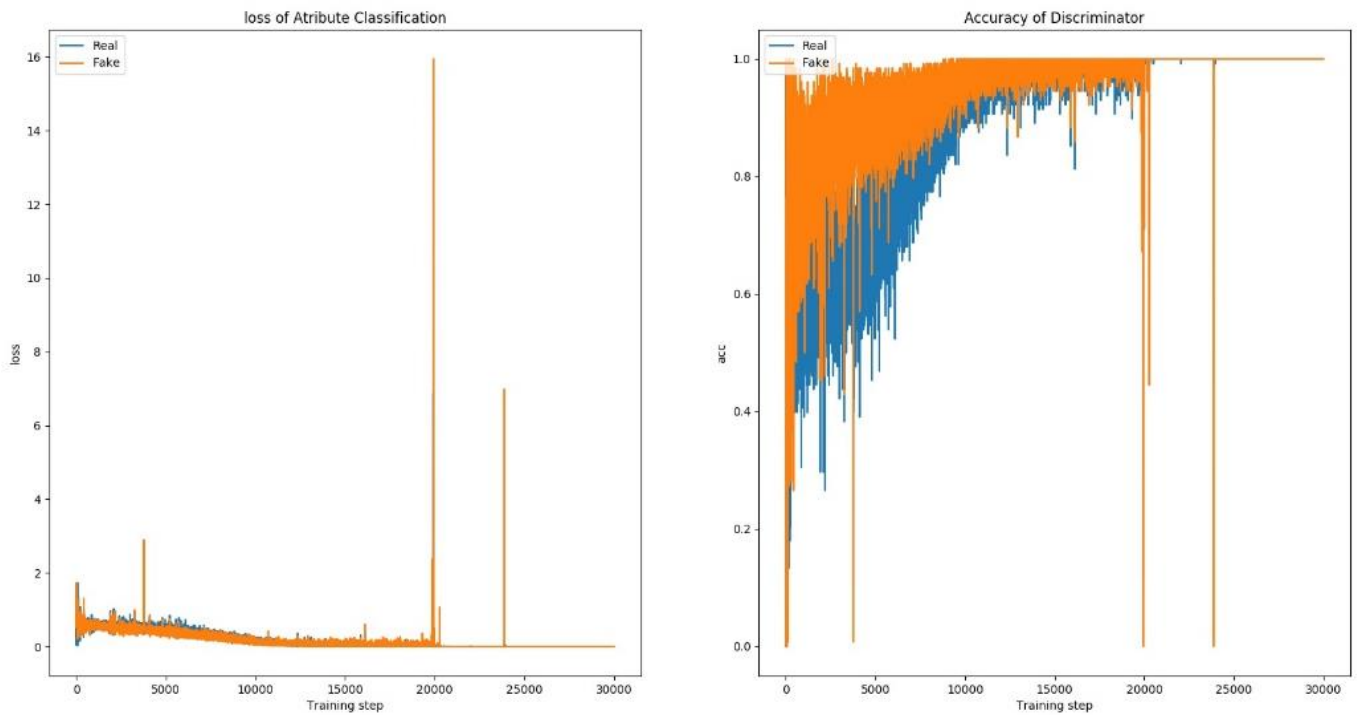 loss of Atribute Classification
Real
Fake
16
14
12
10
8
6
4
2
0
loss
0
5000
10000
15000
20000
25000
30000
Training step
Accuracy of Discriminator
Real
Fake
1.0
0.8
0.6
0.4
0.2
0.0
acc
0
5000
10000
15000
20000
25000
30000
Training step